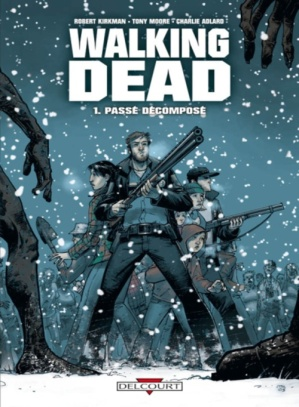 ROBERT KIRKMAN • TONY MOORE • CHARLIE ADLARD
WALKING
DEAD
1. PASSÉ DÉCOMPOSÉ
DELCOURT